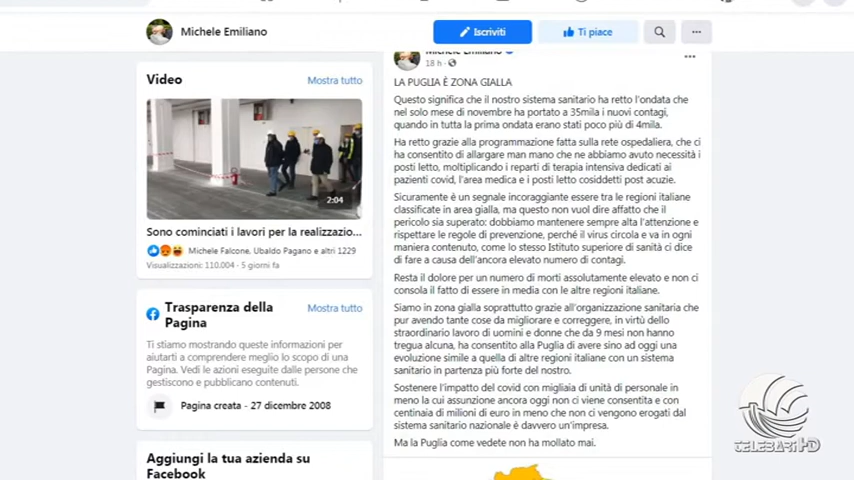 Michele Emiliano
Iscriviti
Ti piace
Video
Mostra tutto
2:04
Sono cominciati i lavori per la realizzazio...
Michele Falcone, Ubaldo Pagano e altri 1229
Visualizzazioni: 110.004 · 5 giorni fa
Trasparenza della
Pagina
Mostra tutto
Ti stiamo mostrando queste informazioni per
aiutarti a comprendere meglio lo scopo di una
Pagina. Vedi le azioni eseguite dalle persone che
gestiscono e pubblicano contenuti.
Pagina creata - 27 dicembre 2008
Aggiungi la tua azienda su
Facebook
Michele Emiliano
18 h ·
LA PUGLIA È ZONA GIALLA
Questo significa che il nostro sistema sanitario ha retto l'ondata che
nel solo mese di novembre ha portato a 35mila i nuovi contagi,
quando in tutta la prima ondata erano stati poco più di 4mila.
Ha retto grazie alla programmazione fatta sulla rete ospedaliera, che ci
ha consentito di allargare man mano che ne abbiamo avuto necessità i
posti letto, moltiplicando i reparti di terapia intensiva dedicati ai
pazienti covid, l'area medica e i posti letto cosiddetti post acuzie.
Sicuramente è un segnale incoraggiante essere tra le regioni italiane
classificate in area gialla, ma questo non vuol dire affatto che il
pericolo sia superato: dobbiamo mantenere sempre alta l'attenzione e
rispettare le regole di prevenzione, perché il virus circola e va in ogni
maniera contenuto, come lo stesso Istituto superiore di sanità ci dice
di fare a causa dell'ancora elevato numero di contagi.
Resta il dolore per un numero di morti assolutamente elevato e non ci
consola il fatto di essere in media con le altre regioni italiane.
Siamo in zona gialla soprattutto grazie all'organizzazione sanitaria che
pur avendo tante cose da migliorare e correggere, in virtù dello
straordinario lavoro di uomini e donne che da 9 mesi non hanno
tregua alcuna, ha consentito alla Puglia di avere sino ad oggi una
evoluzione simile a quella di altre regioni italiane con un sistema
sanitario in partenza più forte del nostro.
Sostenere l'impatto del covid con migliaia di unità di personale in
meno la cui assunzione ancora oggi non ci viene consentita e con
centinaia di milioni di euro in meno che non ci vengono erogati dal
sistema sanitario nazionale è davvero un'impresa.
Ma la Puglia come vedete non ha mollato mai.
TELEBARI HD